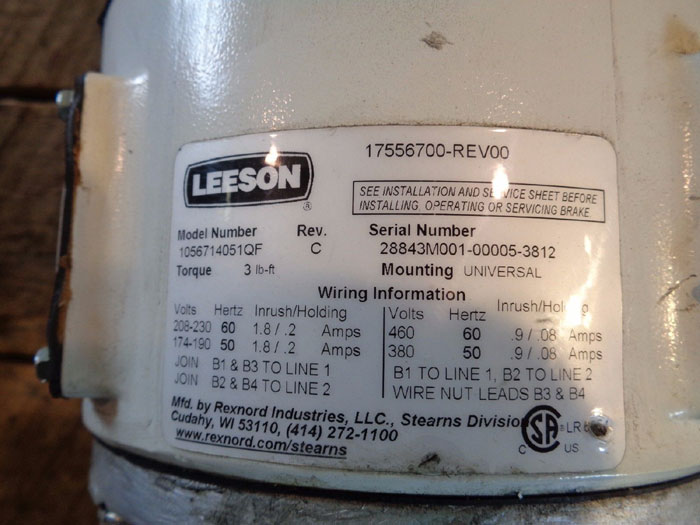 17556700-REV00
LEESON
®
SEE INSTALLATION AND SERVICE SHEET BEFORE
INSTALLING, OPERATING OR SERVICING BRAKE
Model Number Rev. Serial Number
1056714051QF C 28843M001-00005-3812
Torque 3 lb-ft Mounting UNIVERSAL
Wiring Information
Volts Hertz Inrush/Holding
208-230 60 1.8 / .2 Amps
174-190 50 1.8 / .2 Amps
JOIN B1 & B3 TO LINE 1
JOIN B2 & B4 TO LINE 2
Volts Hertz Inrush/Holding
460 60 .9 / .08 Amps
380 50 .9 / .08 Amps
B1 TO LINE 1, B2 TO LINE 2
WIRE NUT LEADS B3 & B4
Mfd. by Rexnord Industries, LLC., Stearns Division
Cudahy, WI 53110, (414) 272-1100
www.rexnord.com/stearns
SA ® LR
C US